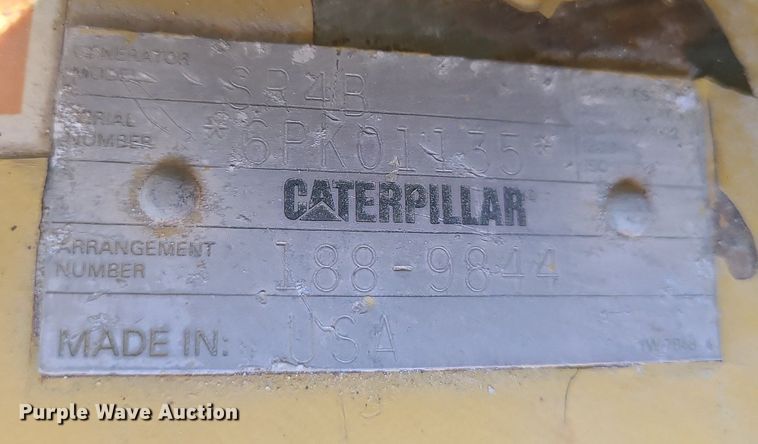 GENERATOR
MODEL SR4B
SERIAL
NUMBER *6PK01135*
CATERPILLAR
ARRANGEMENT
NUMBER 188-9844
MADE IN: USA
Purple Wave Auction